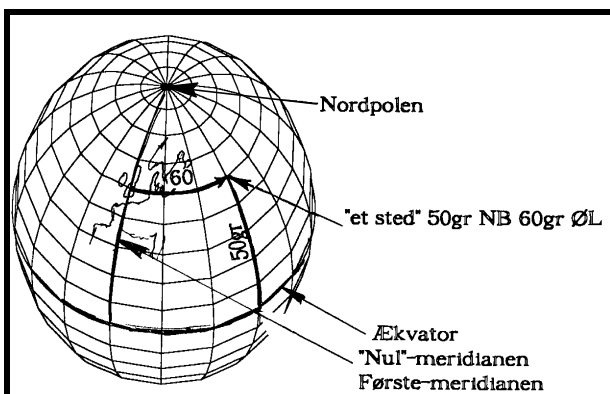 Nordpolen
60
"et sted" 50gr NB 60gr ØL
50gr
Ækvator
"Nul"-meridianen
Første-meridianen